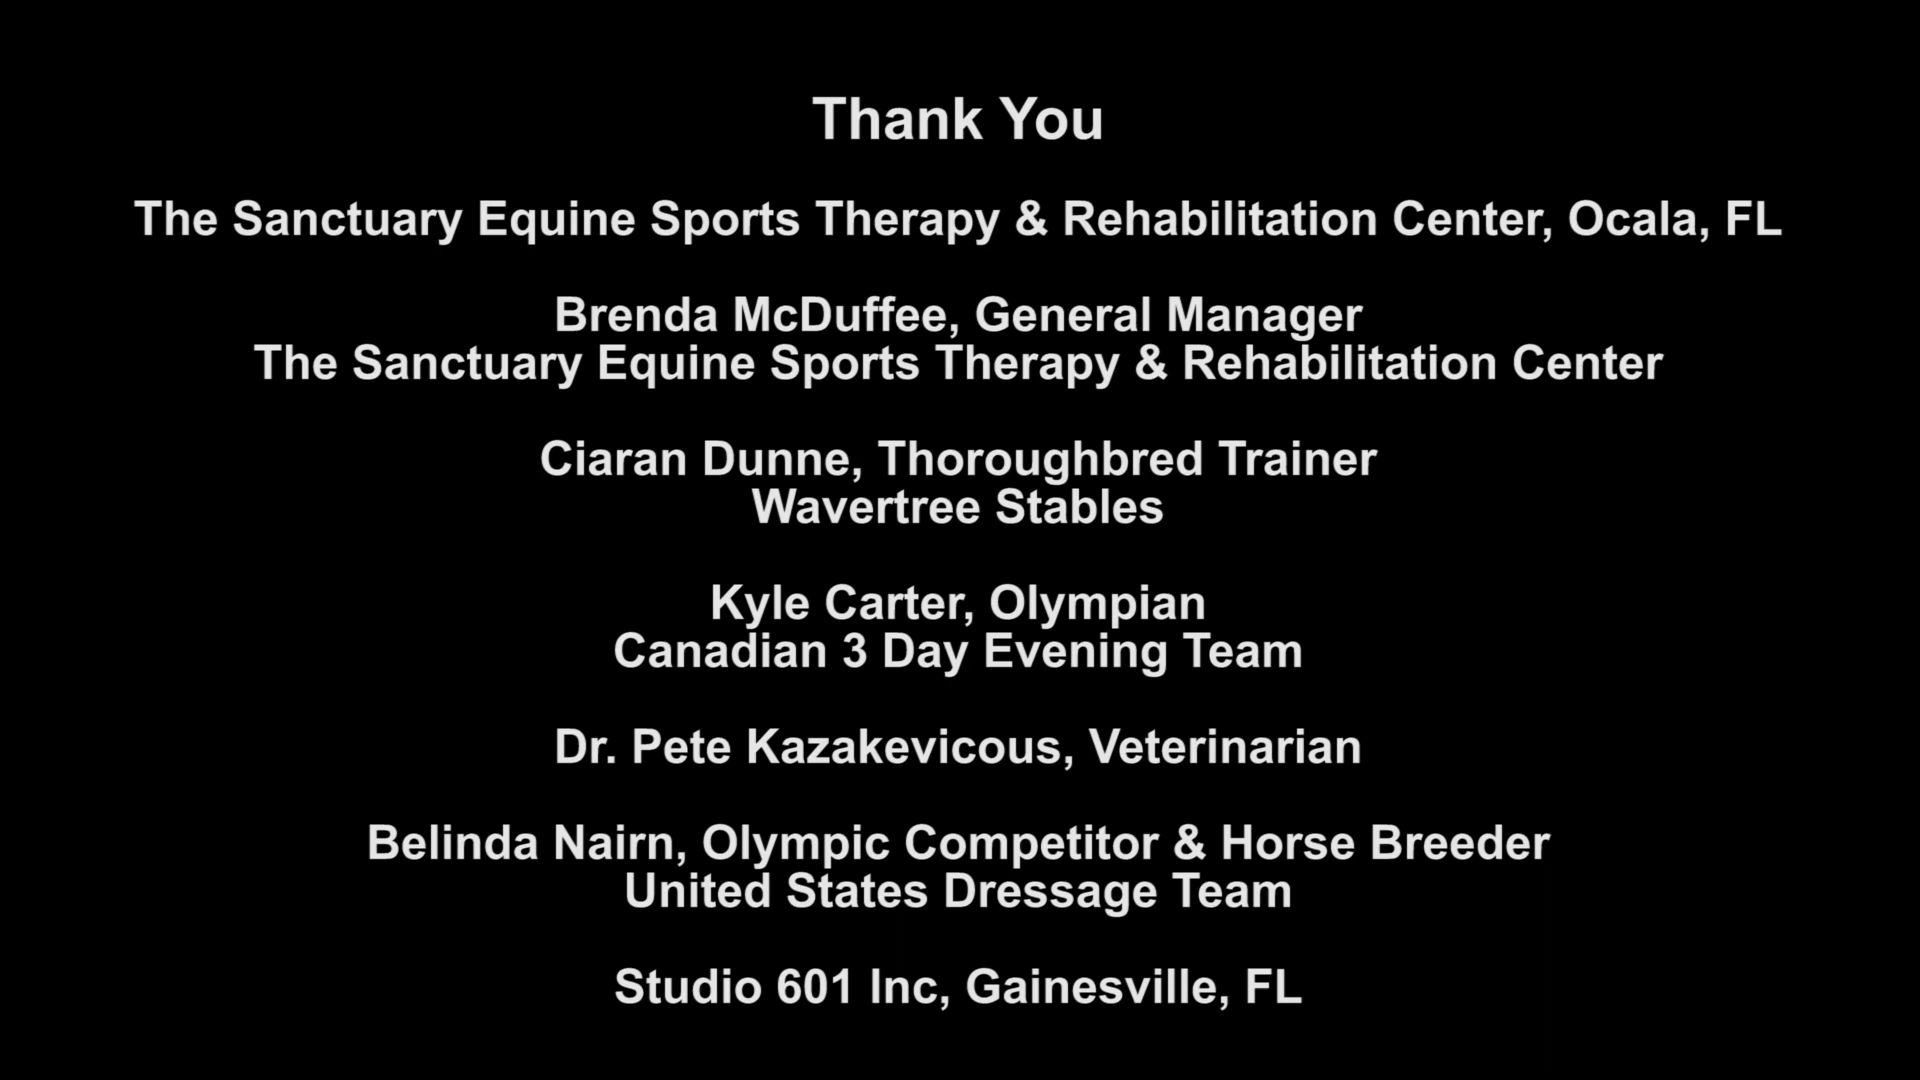 Thank You
The Sanctuary Equine Sports Therapy & Rehabilitation Center, Ocala, FL
Brenda McDuffee, General Manager
The Sanctuary Equine Sports Therapy & Rehabilitation Center
Ciaran Dunne, Thoroughbred Trainer
Wavertree Stables
Kyle Carter, Olympian
Canadian 3 Day Evening Team
Dr. Pete Kazakevicous, Veterinarian
Belinda Nairn, Olympic Competitor & Horse Breeder
United States Dressage Team
Studio 601 Inc, Gainesville, FL